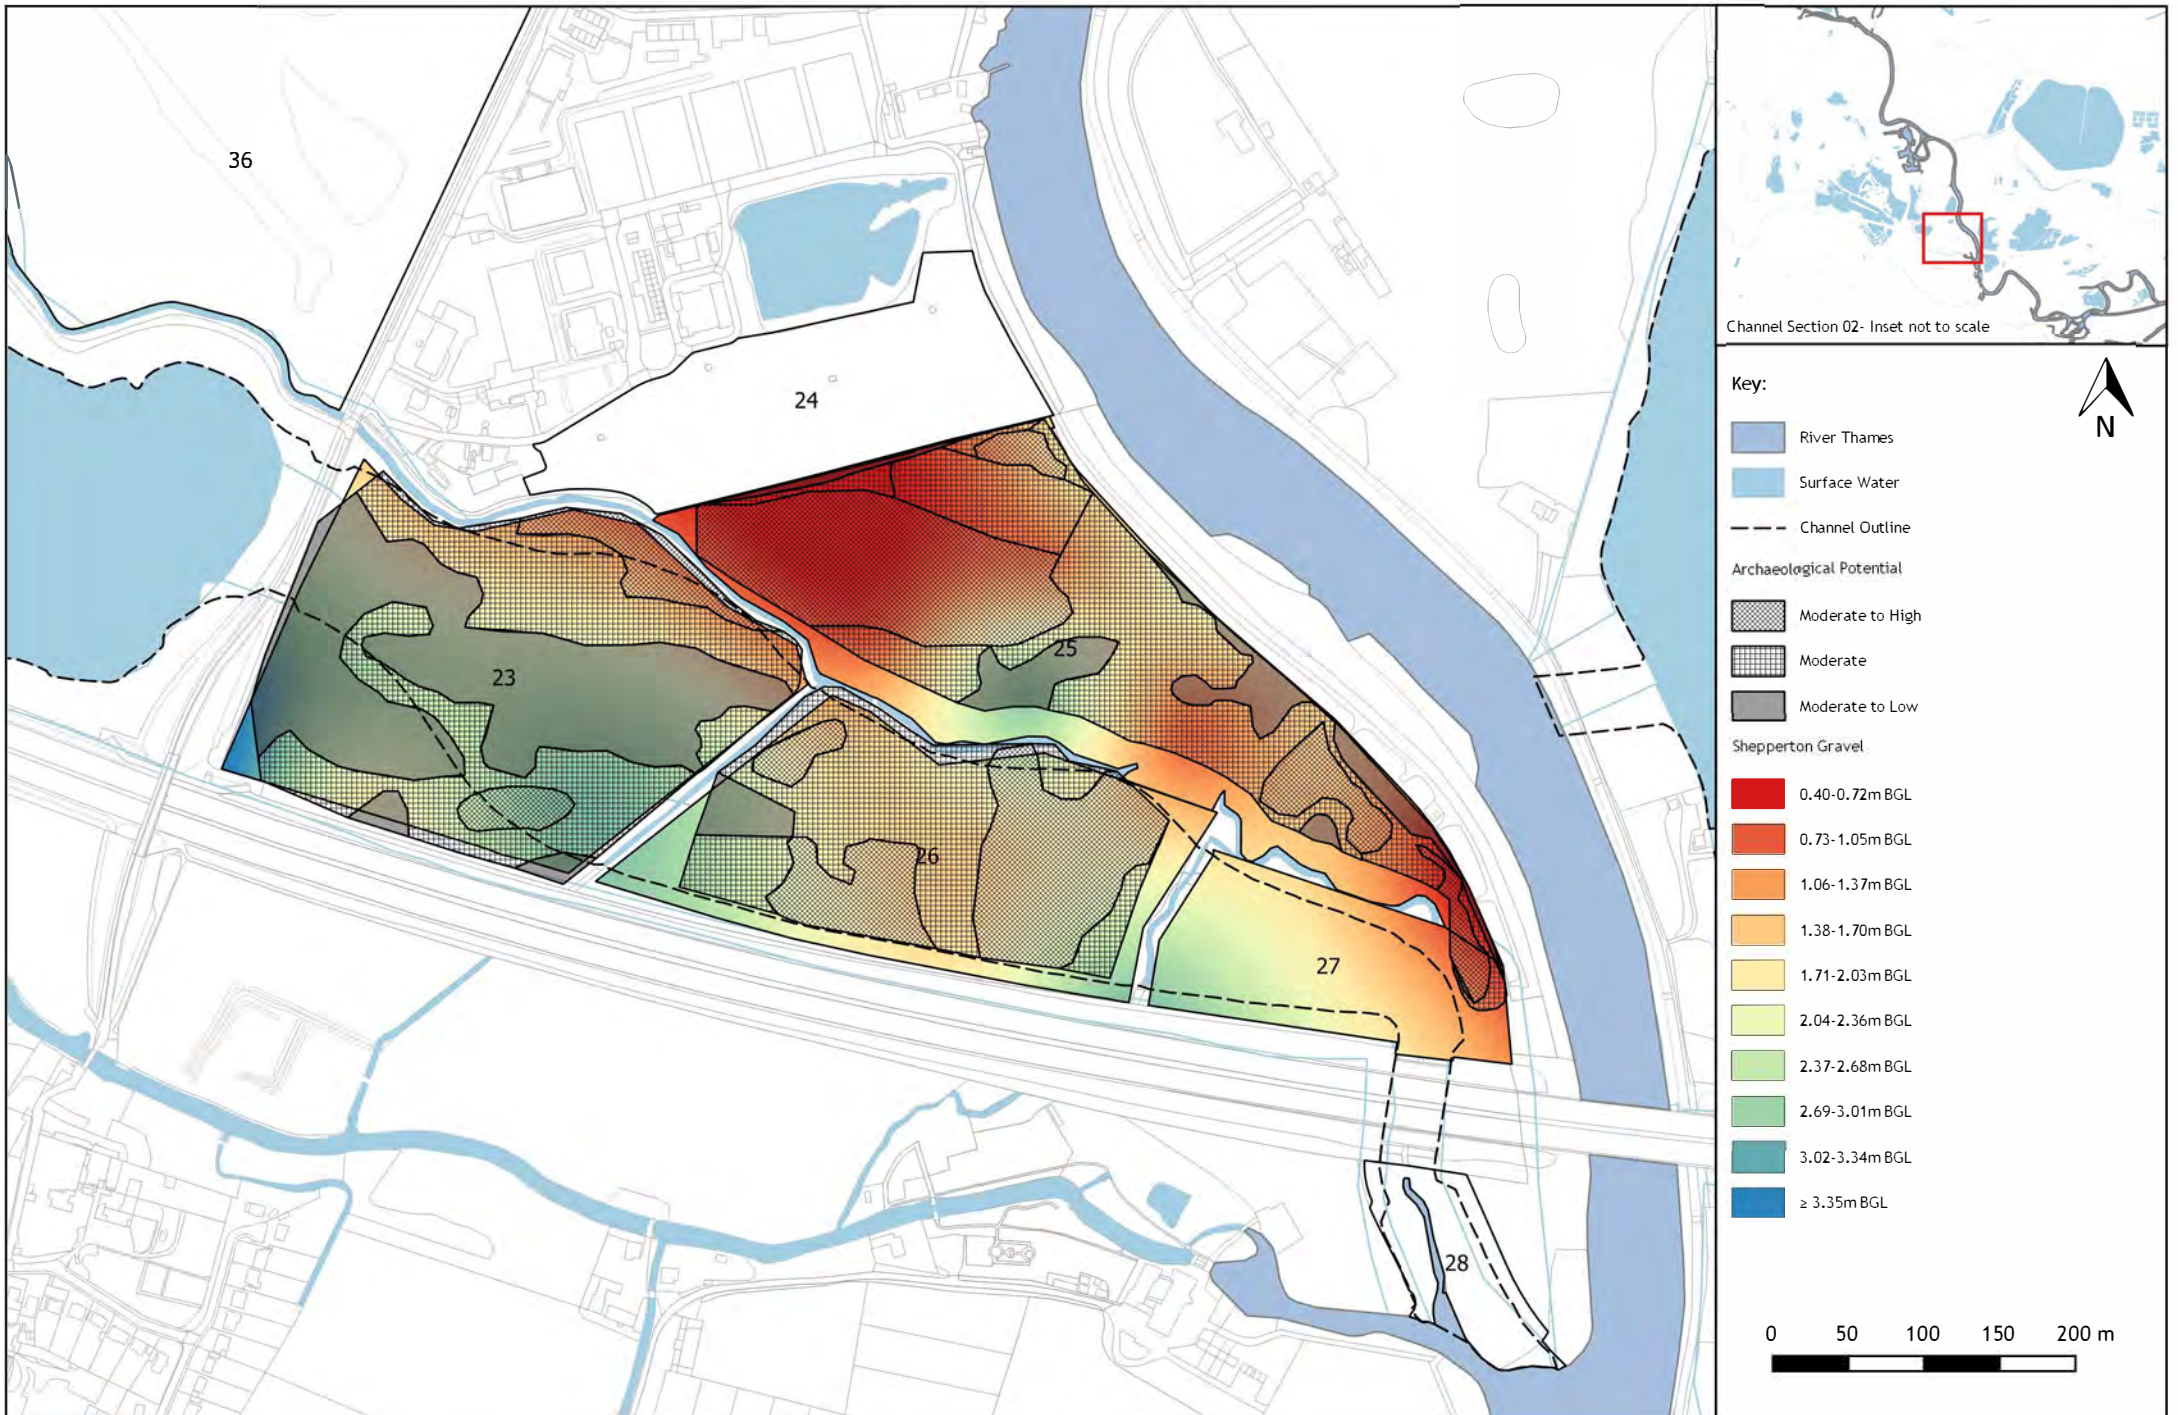 36
24
25
23
26
27
28
Channel Section 02- Inset not to scale
Key:
N
River Thames
Surface Water
Channel Outline
Archaeological Potential
Moderate to High
Moderate
Moderate to Low
Shepperton Gravel
0.40-0.72m BGL
0.73-1.05m BGL
1.06-1.37m BGL
1.38-1.70m BGL
1.71-2.03m BGL
2.04-2.36m BGL
2.37-2.68m BGL
2.69-3.01m BGL
3.02-3.34m BGL
≥ 3.35m BGL
0 50 100 150 200 m